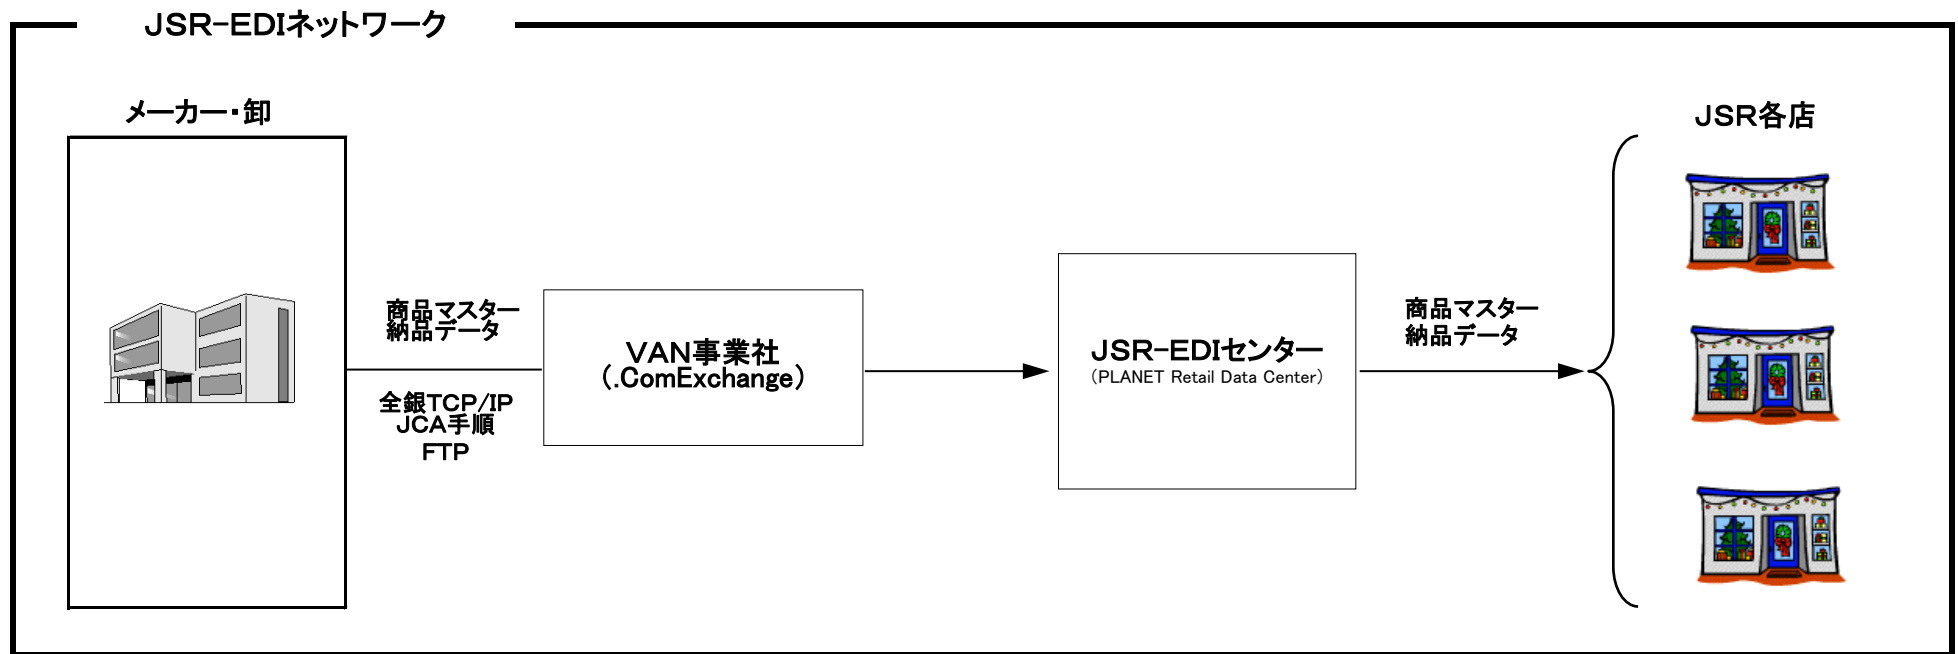 JSR-EDIネットワーク
メーカー・卸
JSR各店
商品マスター
納品データ
全銀TCP/IP
JCA手順
FTP
VAN事業社
(.ComExchange)
JSR-EDIセンター
(PLANET Retail Data Center)
商品マスター
納品データ